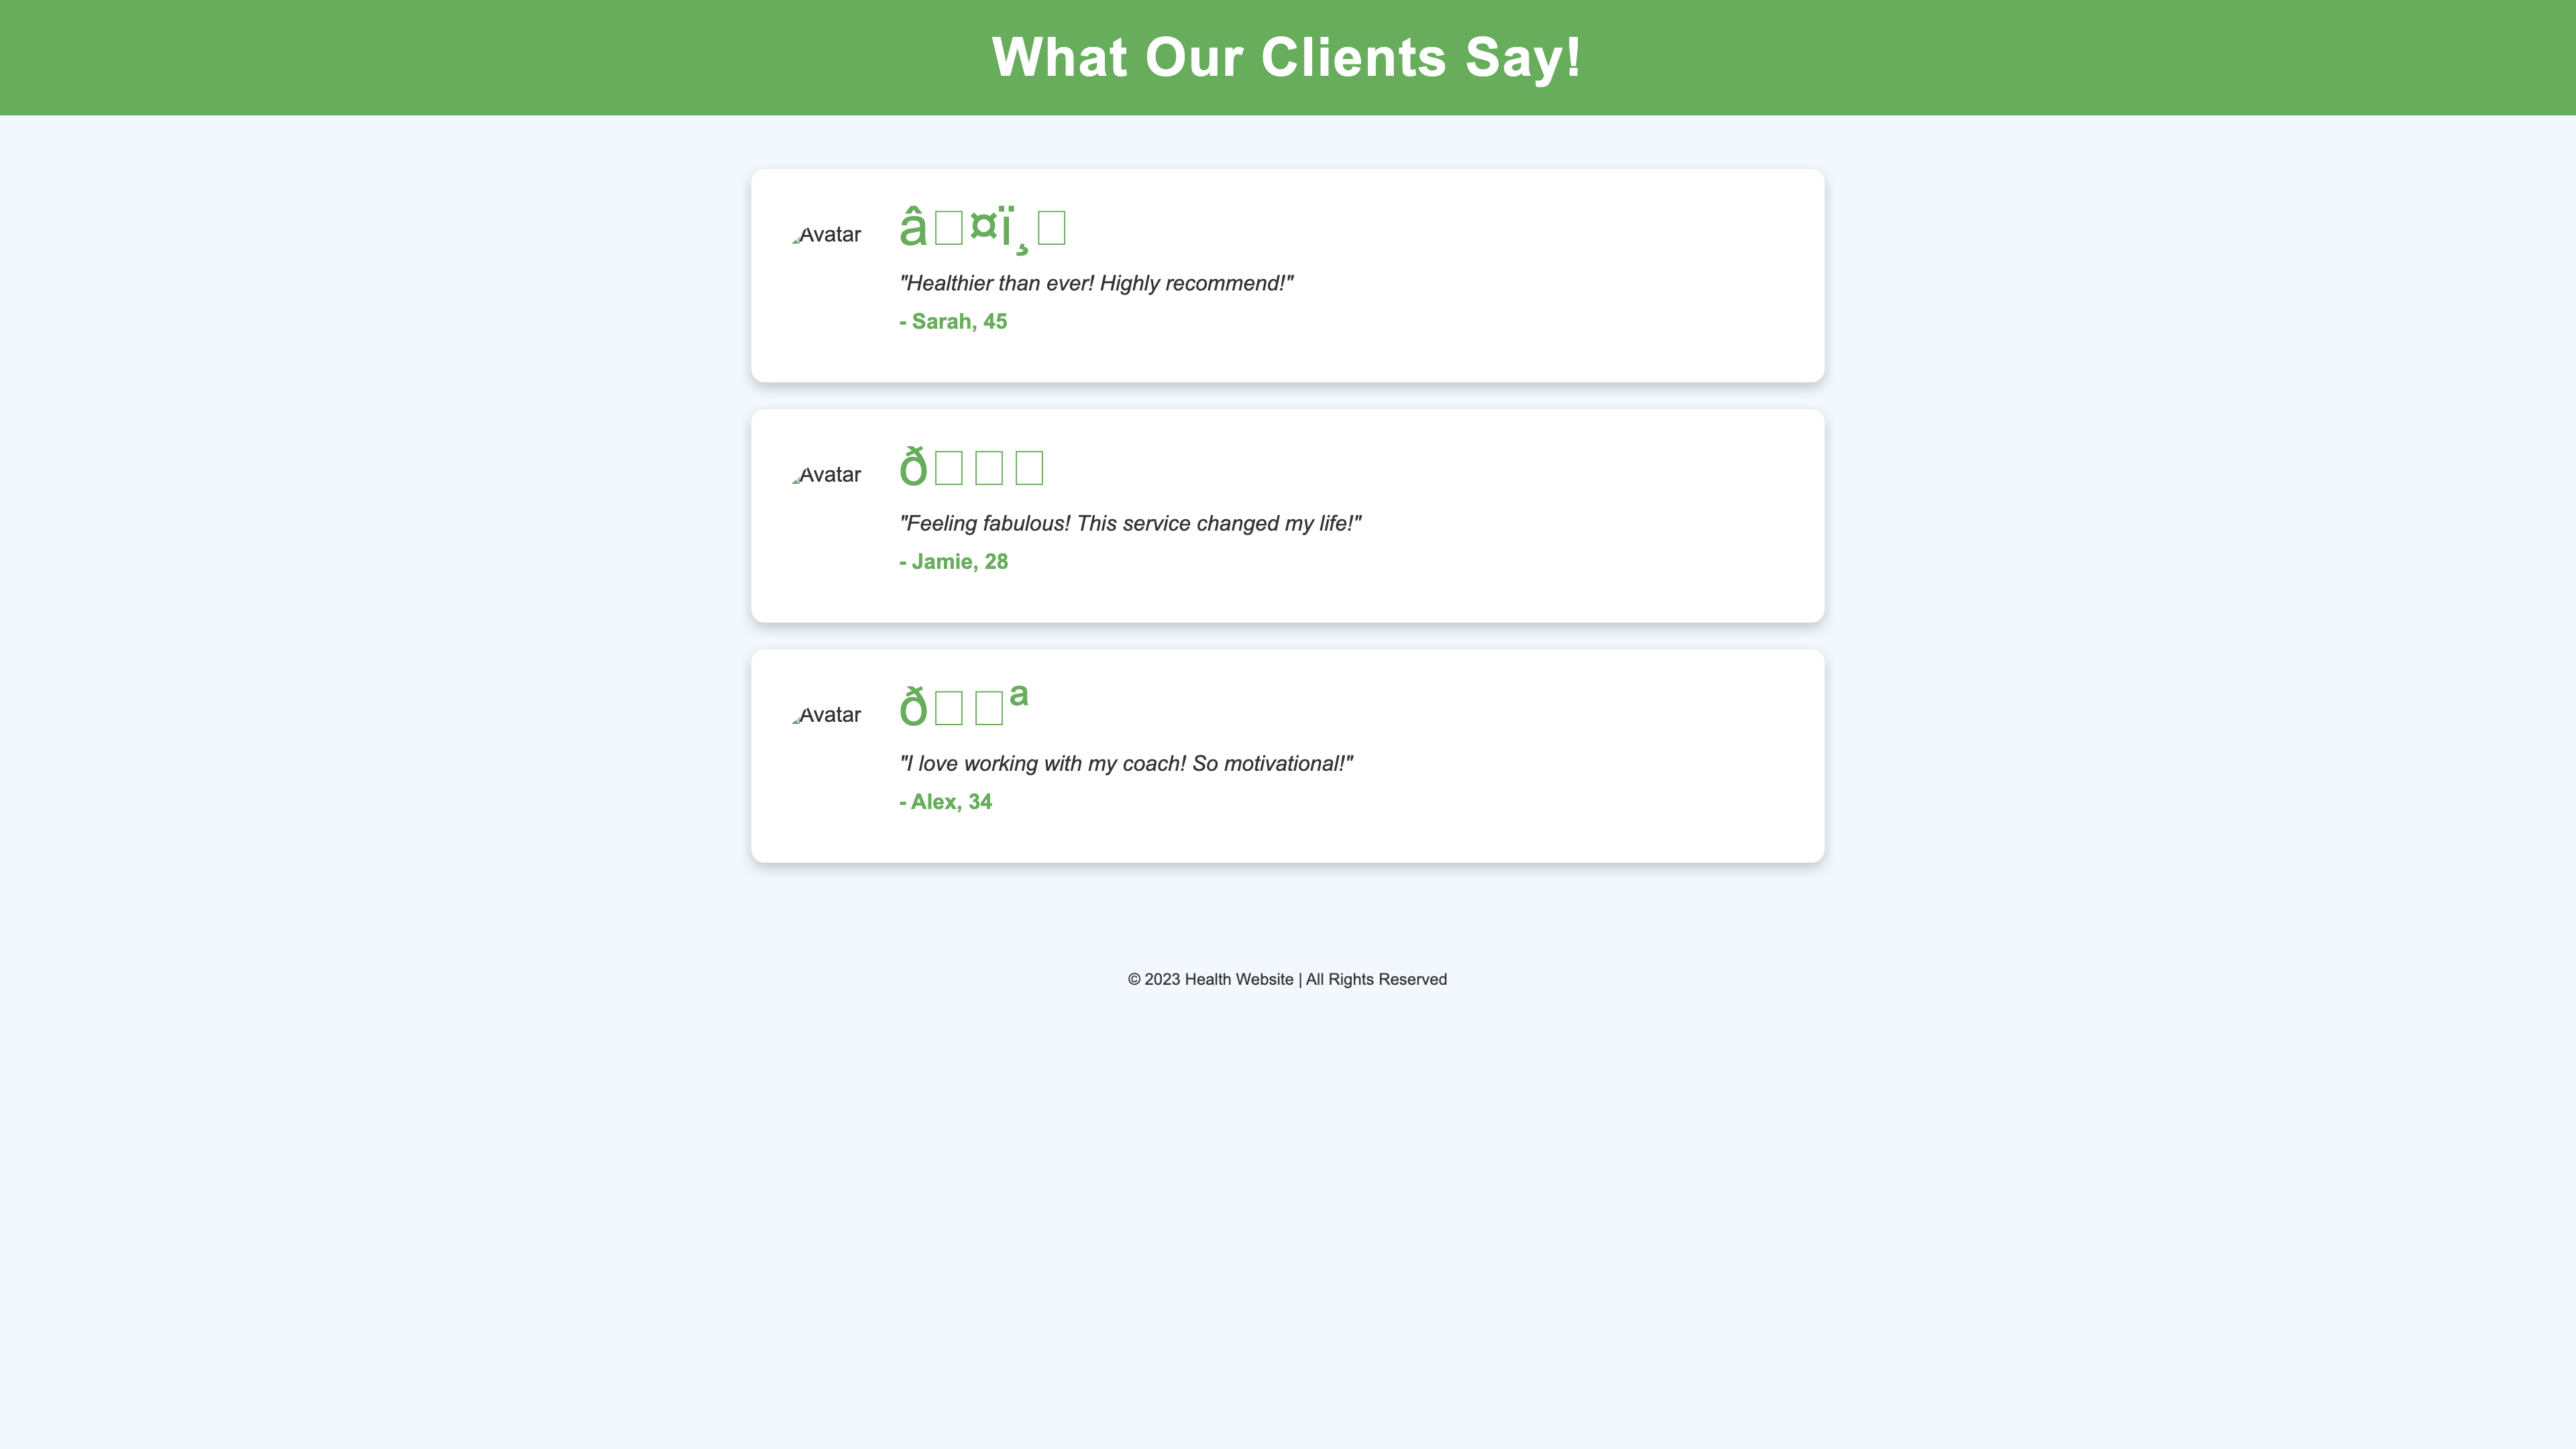 What Our Clients Say!
Avatar
â□¤ï¸□
"Healthier than ever! Highly recommend!"
- Sarah, 45
Avatar
ð□□□
"Feeling fabulous! This service changed my life!"
- Jamie, 28
Avatar
ð□□ª
"I love working with my coach! So motivational!"
- Alex, 34
© 2023 Health Website | All Rights Reserved